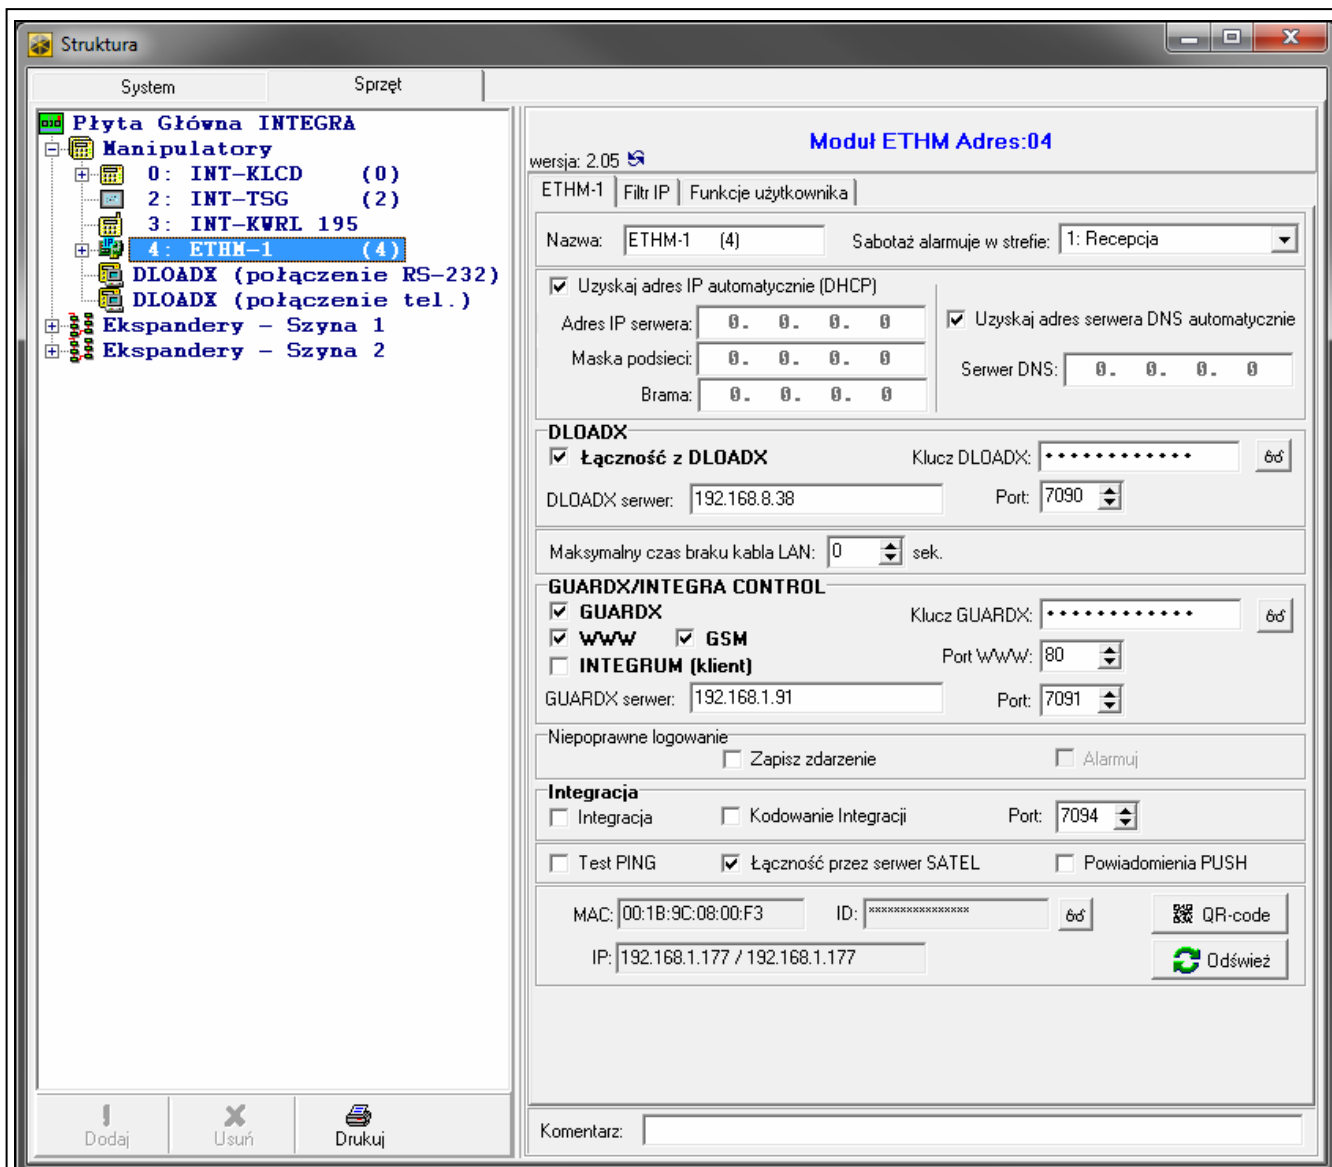 Struktura
System Sprzęt
Płyta Główna INTEGRA
Manipulatory
0: INT-KLCD (0)
2: INT-TSG (2)
3: INT-KWRL 195
4: ETHM-1 (4)
DLOADX (połączenie RS-232)
DLOADX (połączenie tel.)
Ekspandery - Szyna 1
Ekspandery - Szyna 2
Dodaj Usuń Drukuj
Moduł ETHM Adres:04
wersja: 2.05
ETHM-1 Filtr IP Funkcje użytkownika
Nazwa: ETHM-1 (4) Sabotaż alarmuje w strefie: 1: Recepcja
Uzyskaj adres IP automatycznie (DHCP)
Adres IP serwera: 0. 0. 0. 0 Uzyskaj adres serwera DNS automatycznie
Maska podsieci: 0. 0. 0. 0 Serwer DNS: 0. 0. 0. 0
Brama: 0. 0. 0. 0
DLOADX
Łączność z DLOADX Klucz DLOADX: ••••••••••••
DLOADX serwer: 192.168.8.38 Port: 7090
Maksymalny czas braku kabla LAN: 0 sek.
GUARDX/INTEGRA CONTROL
GUARDX Klucz GUARDX: ••••••••••••
WWW GSM Port WWW: 80
INTEGRUM (klient)
GUARDX serwer: 192.168.1.91 Port: 7091
Niepoprawne logowanie
Zapisz zdarzenie Alarmuj
Integracja
Integracja Kodowanie Integracji Port: 7094
Test PING Łączność przez serwer SATEL Powiadomienia PUSH
MAC: 00:1B:9C:08:00:F3 ID: **************** QR-code
IP: 192.168.1.177 / 192.168.1.177 Odśwież
Komentarz: